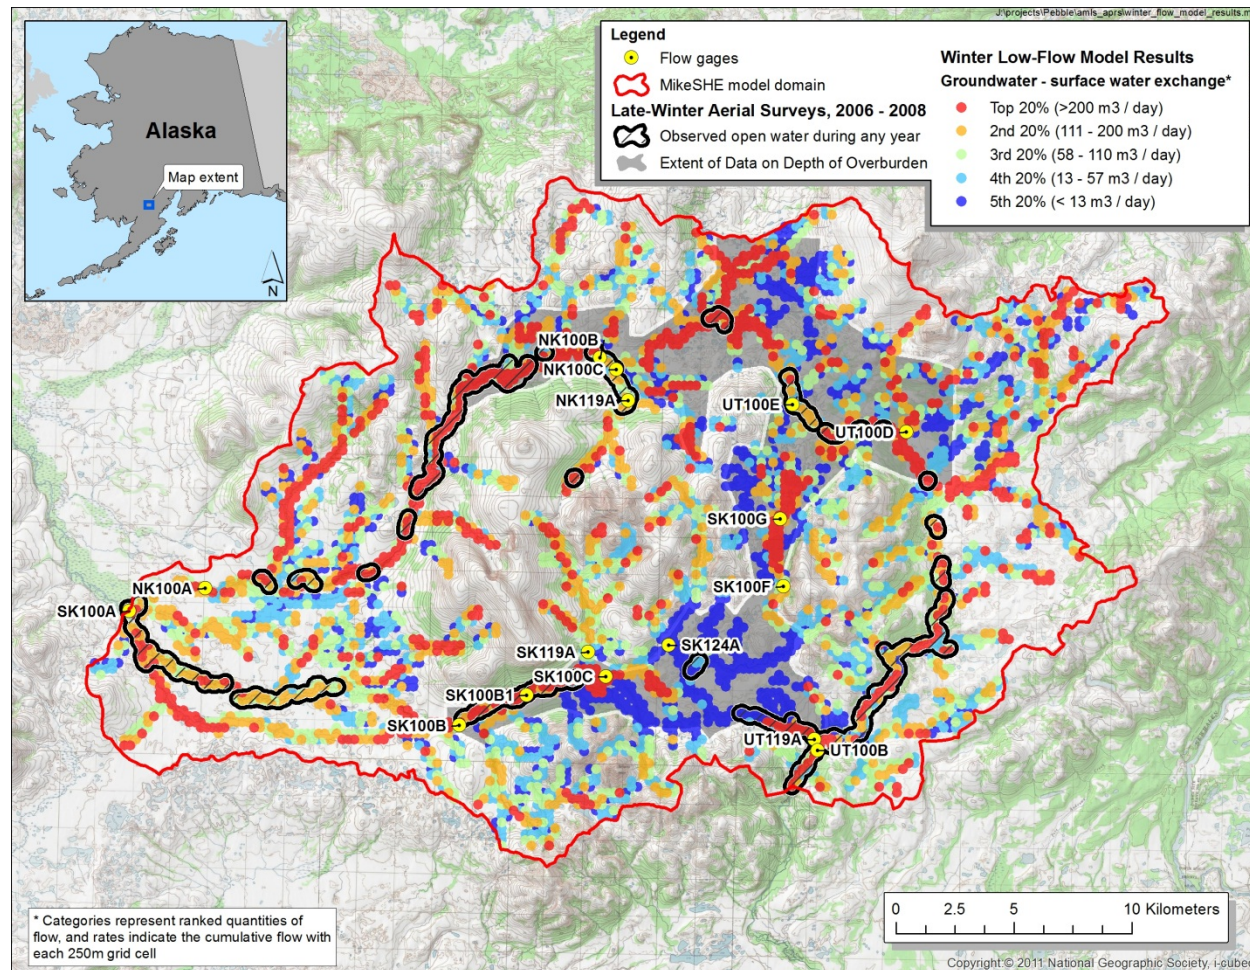 J:\projects\Pebble\amls_aprs\winter_flow_model_results.m
Alaska
Map extent
N
Legend
Flow gages
MikeSHE model domain
Late-Winter Aerial Surveys, 2006 - 2008
Observed open water during any year
Extent of Data on Depth of Overburden
Winter Low-Flow Model Results
Groundwater - surface water exchange*
Top 20% (>200 m3 / day)
2nd 20% (111 - 200 m3 / day)
3rd 20% (58 - 110 m3 / day)
4th 20% (13 - 57 m3 / day)
5th 20% (< 13 m3 / day)
NK100B
NK100C
NK119A
UT100E
UT100D
SK100G
SK100F
NK100A
SK100A
SK124A
SK119A
SK100C
SK100B1
SK100B
UT119A
UT100B
* Categories represent ranked quantities of
flow, and rates indicate the cumulative flow with
each 250m grid cell
0 2.5 5 10 Kilometers
Copyright:© 2011 National Geographic Society, i-cubed